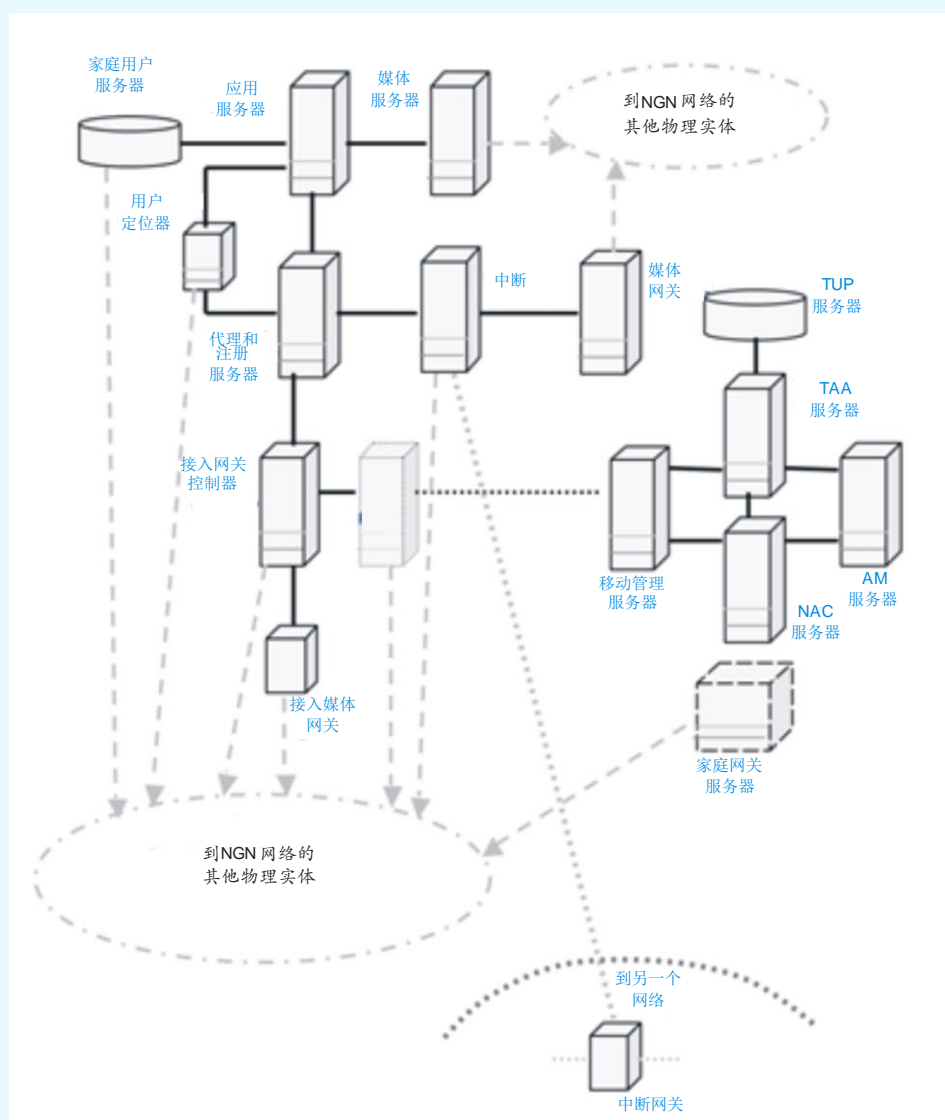 家庭用户
服务器
应用
服务器
媒体
服务器
到NGN 网络的
其他物理实体
用户
定位器
中断
媒体
网关
TUP
服务器
代理和
注册
服务器
TAA
服务器
接入网关
控制器
移动管理
服务器
AM
服务器
NAC
服务器
接入媒体
网关
家庭网关
服务器
到NGN 网络的
其他物理实体
到另一个
网络
中断网关